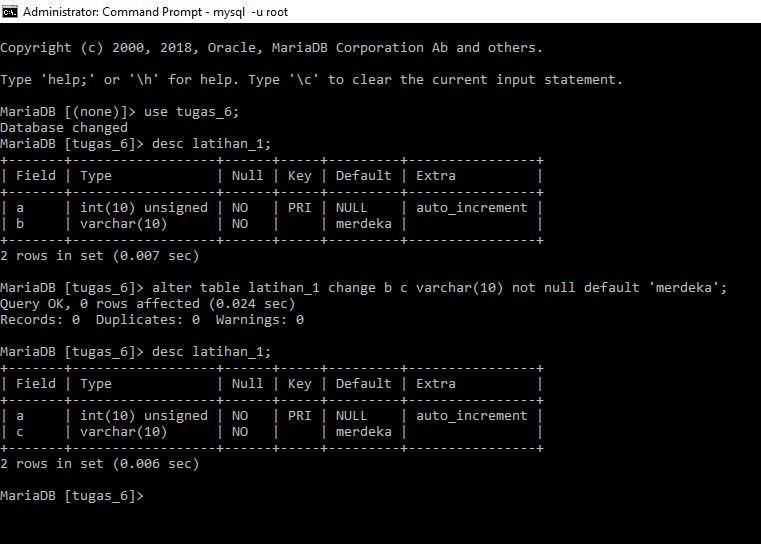 Administrator: Command Prompt - mysql  -u root
Copyright (c) 2000, 2018, Oracle, MariaDB Corporation Ab and others.
Type 'help;' or '\h' for help. Type '\c' to clear the current input statement.
MariaDB [(none)]> use tugas_6;
Database changed
MariaDB [tugas_6]> desc latihan_1;
+-------+------------------+------+-----+---------+----------------+
| Field | Type             | Null | Key | Default | Extra          |
+-------+------------------+------+-----+---------+----------------+
| a     | int(10) unsigned | NO   | PRI | NULL    | auto_increment |
| b     | varchar(10)      | NO   |     | merdeka |                |
+-------+------------------+------+-----+---------+----------------+
2 rows in set (0.007 sec)
MariaDB [tugas_6]> alter table latihan_1 change b c varchar(10) not null default 'merdeka';
Query OK, 0 rows affected (0.024 sec)
Records: 0  Duplicates: 0  Warnings: 0
MariaDB [tugas_6]> desc latihan_1;
+-------+------------------+------+-----+---------+----------------+
| Field | Type             | Null | Key | Default | Extra          |
+-------+------------------+------+-----+---------+----------------+
| a     | int(10) unsigned | NO   | PRI | NULL    | auto_increment |
| c     | varchar(10)      | NO   |     | merdeka |                |
+-------+------------------+------+-----+---------+----------------+
2 rows in set (0.006 sec)
MariaDB [tugas_6]>